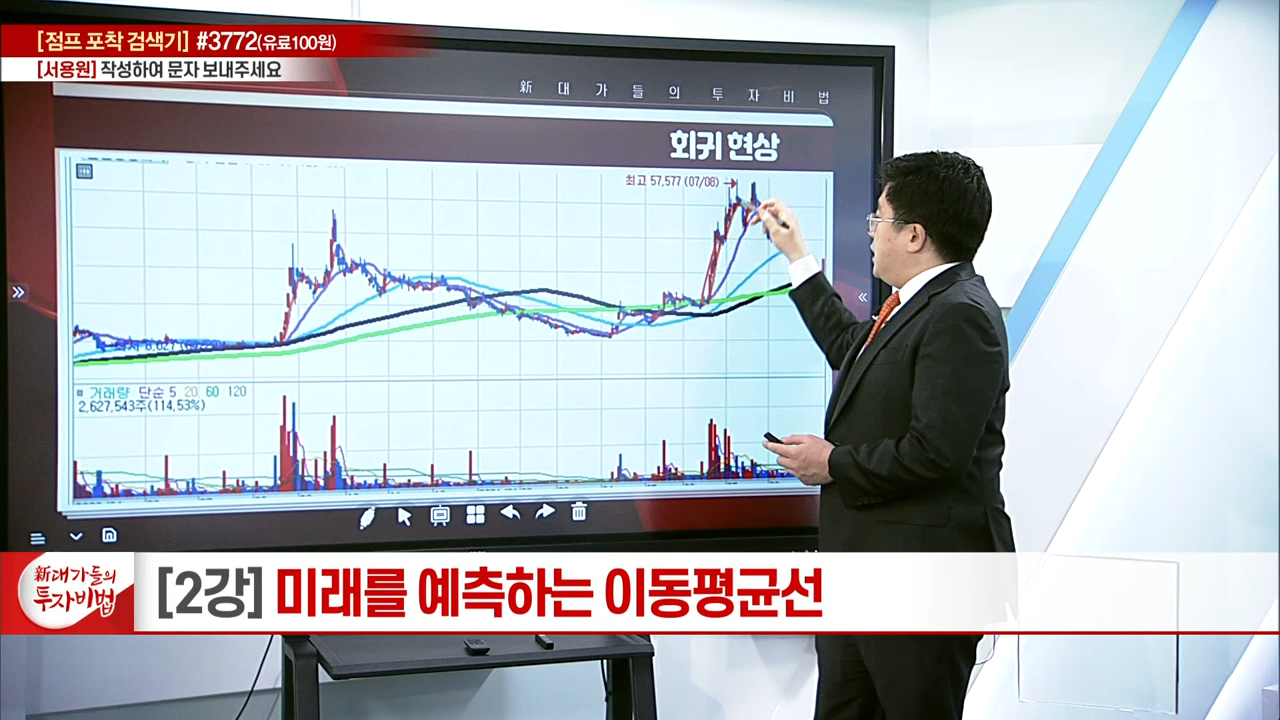 [점프 포착 검색기] #3772(유료100원)
[서용원] 작성하여 문자 보내주세요
新 대 가 들 의 투 자 비 법
회귀 현상
최고 57,577 (07/08)
거래량 단순 5 20 60 120
2,627,543주(114,53%)
新대가들의
투자비법
[2강] 미래를 예측하는 이동평균선